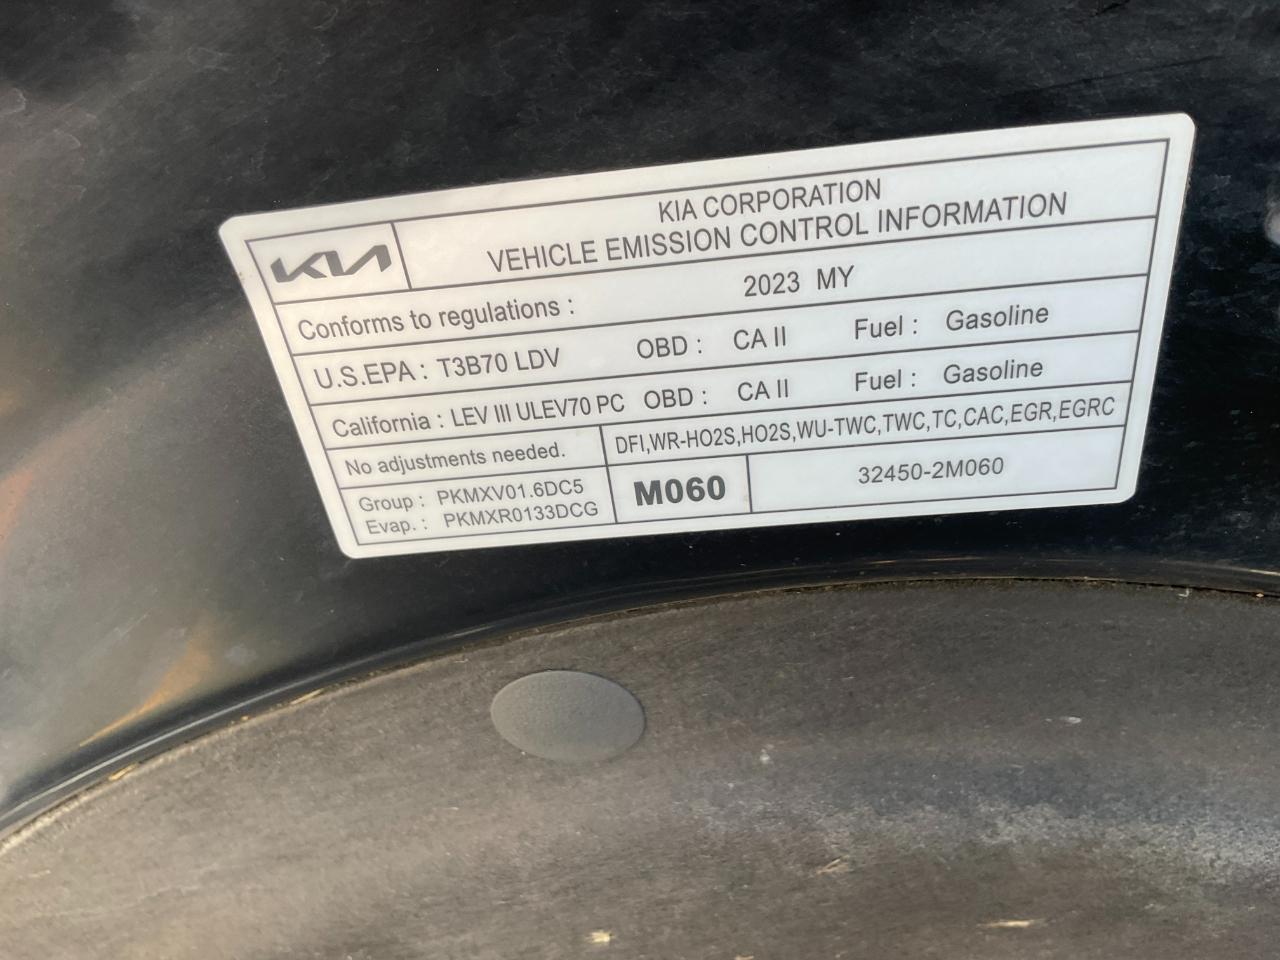 KIA
KIA CORPORATION
VEHICLE EMISSION CONTROL INFORMATION
Conforms to regulations : 2023 MY
U.S.EPA : T3B70 LDV OBD : CA II Fuel : Gasoline
California : LEV III ULEV70 PC OBD : CA II Fuel : Gasoline
No adjustments needed. DFI,WR-HO2S,HO2S,WU-TWC,TWC,TC,CAC,EGR,EGRC
Group : PKMXV01.6DC5
Evap. : PKMXR0133DCG
M060
32450-2M060